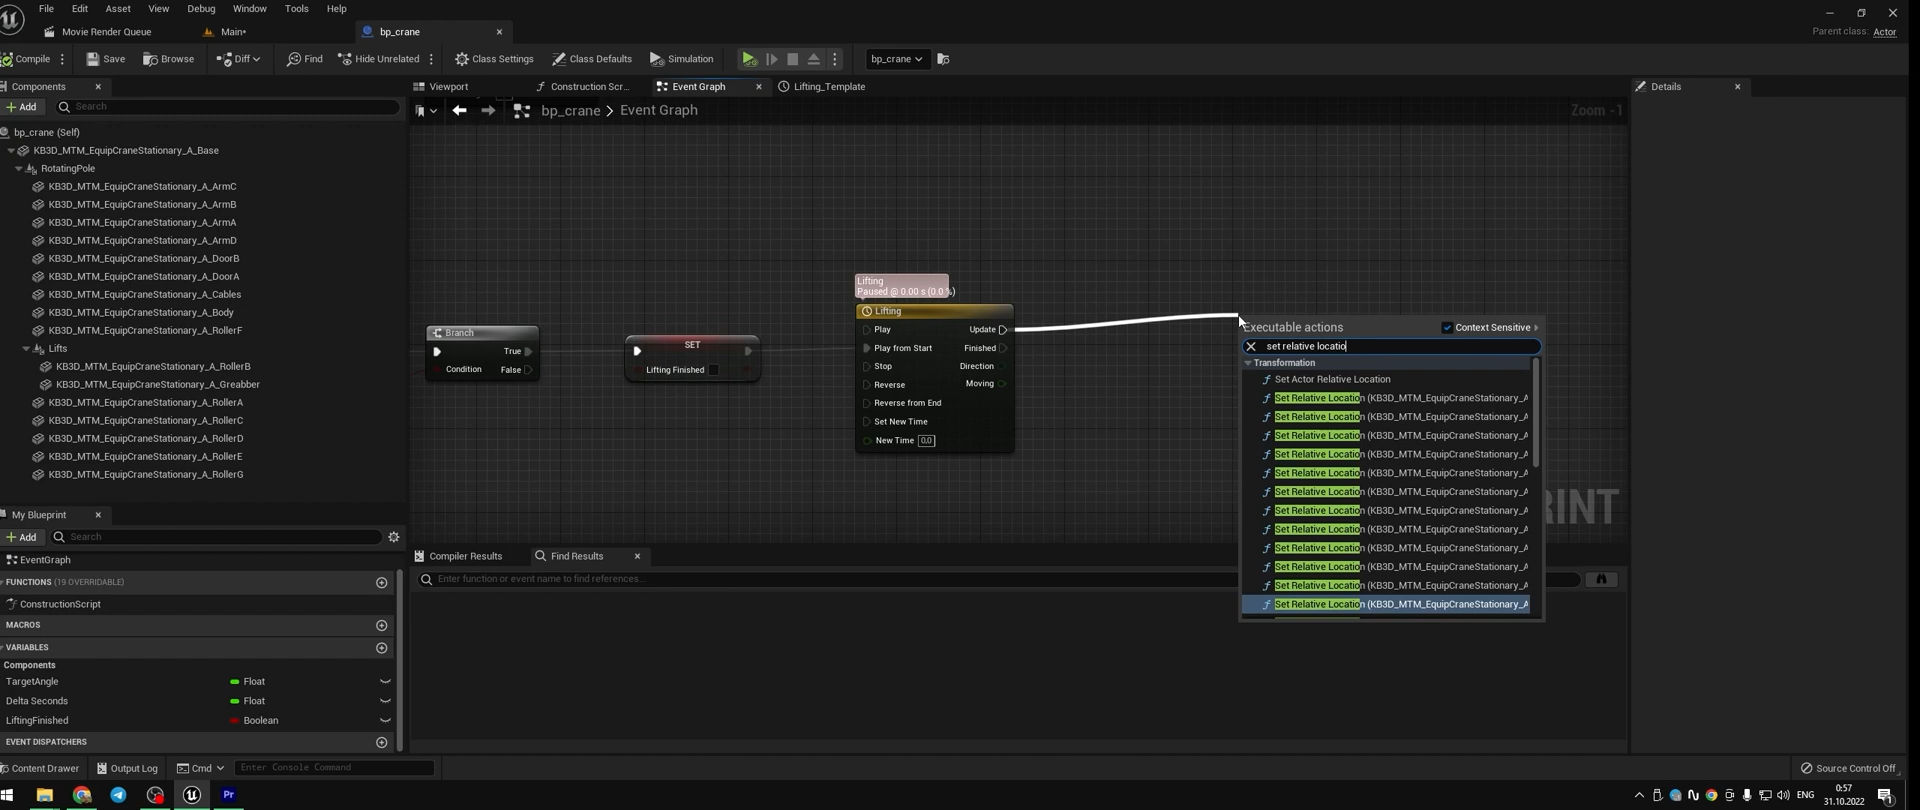 File Edit Asset View Debug Window Tools Help
Movie Render Queue Main* bp_crane Parent class: Actor
Compile Save Browse Diff Find Hide Unrelated Class Settings Class Defaults Simulation bp_crane
Components Viewport Construction Scr... Event Graph Lifting_Template Details
Add Search
bp_crane > Event Graph Zoom -1
bp_crane (Self)
KB3D_MTM_EquipCraneStationary_A_Base
RotatingPole
KB3D_MTM_EquipCraneStationary_A_ArmC
KB3D_MTM_EquipCraneStationary_A_ArmB
KB3D_MTM_EquipCraneStationary_A_ArmA
KB3D_MTM_EquipCraneStationary_A_ArmD
KB3D_MTM_EquipCraneStationary_A_DoorB
KB3D_MTM_EquipCraneStationary_A_DoorA
KB3D_MTM_EquipCraneStationary_A_Cables
KB3D_MTM_EquipCraneStationary_A_Body
KB3D_MTM_EquipCraneStationary_A_RollerF
Lifts
KB3D_MTM_EquipCraneStationary_A_RollerB
KB3D_MTM_EquipCraneStationary_A_Greabber
KB3D_MTM_EquipCraneStationary_A_RollerA
KB3D_MTM_EquipCraneStationary_A_RollerC
KB3D_MTM_EquipCraneStationary_A_RollerD
KB3D_MTM_EquipCraneStationary_A_RollerE
KB3D_MTM_EquipCraneStationary_A_RollerG
Branch
True
Condition False
SET
Lifting Finished
Lifting
Paused @ 0.00 s (0.0 %)
Lifting
Play Update
Play from Start Finished
Stop Direction
Reverse Moving
Reverse from End
Set New Time
New Time 0,0
Executable actions Context Sensitive
set relative locatio
Transformation
Set Actor Relative Location
Set Relative Location (KB3D_MTM_EquipCraneStationary_A
Set Relative Location (KB3D_MTM_EquipCraneStationary_A
Set Relative Location (KB3D_MTM_EquipCraneStationary_A
Set Relative Location (KB3D_MTM_EquipCraneStationary_A
Set Relative Location (KB3D_MTM_EquipCraneStationary_A
Set Relative Location (KB3D_MTM_EquipCraneStationary_A
Set Relative Location (KB3D_MTM_EquipCraneStationary_A
Set Relative Location (KB3D_MTM_EquipCraneStationary_A
Set Relative Location (KB3D_MTM_EquipCraneStationary_A
Set Relative Location (KB3D_MTM_EquipCraneStationary_A
Set Relative Location (KB3D_MTM_EquipCraneStationary_A
Set Relative Location (KB3D_MTM_EquipCraneStationary_A
RINT
My Blueprint
Add Search
EventGraph
FUNCTIONS (19 OVERRIDABLE)
ConstructionScript
MACROS
VARIABLES
Components
TargetAngle Float
Delta Seconds Float
LiftingFinished Boolean
EVENT DISPATCHERS
Compiler Results Find Results
Enter function or event name to find references...
Content Drawer Output Log Cmd Enter Console Command Source Control Off
Pr ENG 0:57
31.10.2022